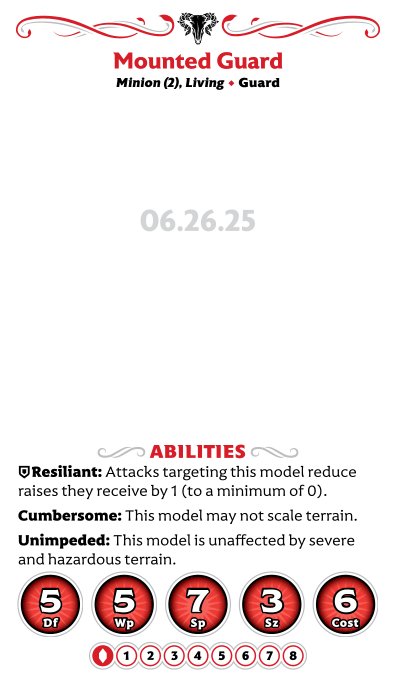 Mounted Guard
Minion (2), Living ♦ Guard
06.26.25
ABILITIES
Resiliant: Attacks targeting this model reduce
raises they receive by 1 (to a minimum of 0).
Cumbersome: This model may not scale terrain.
Unimpeded: This model is unaffected by severe
and hazardous terrain.
5 5 7 3 6
Df Wp Sp Sz Cost
1 2 3 4 5 6 7 8